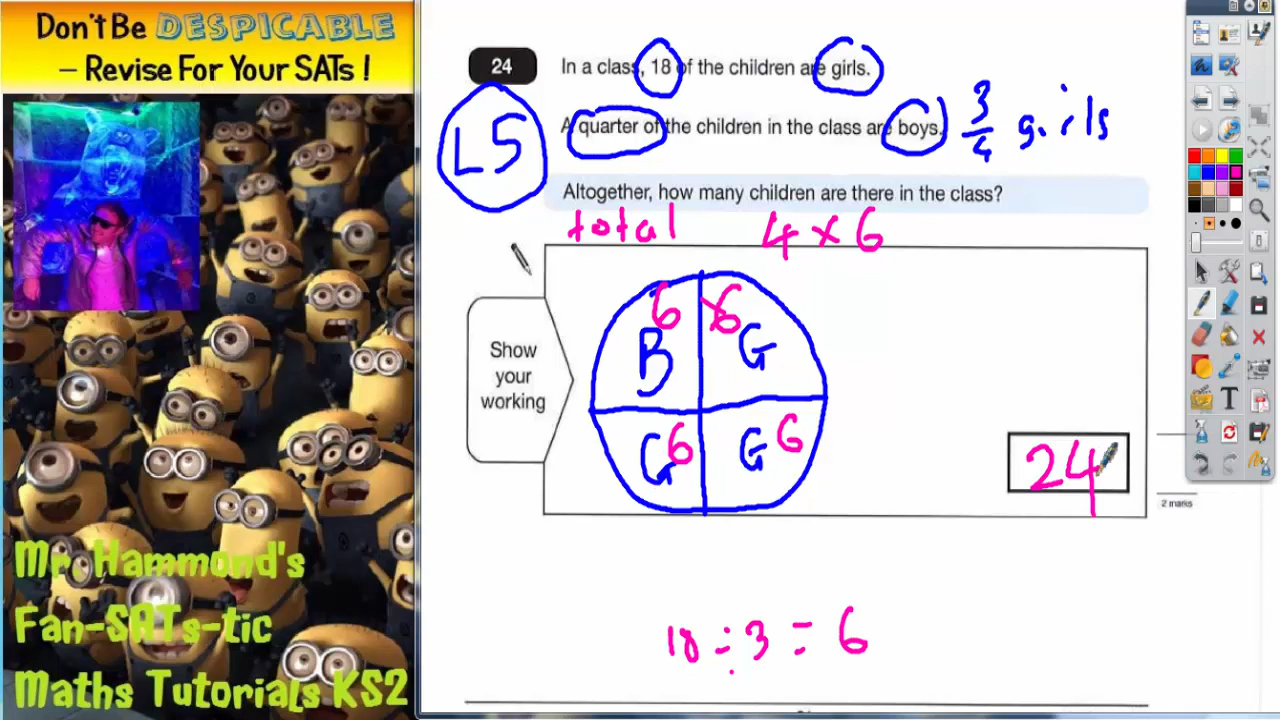 Don't Be DESPICABLE
– Revise For Your SATs !
24
In a class, 18 of the children are girls.
L5
A quarter of the children in the class are boys.
3/4 girls
Altogether, how many children are there in the class?
total 4 × 6
6 6
B G
Show
your
working
G 6 G 6
24
2 marks
18 ÷ 3 = 6
Mr. Hammond's
Fan-SATs-tic
Maths Tutorials KS2